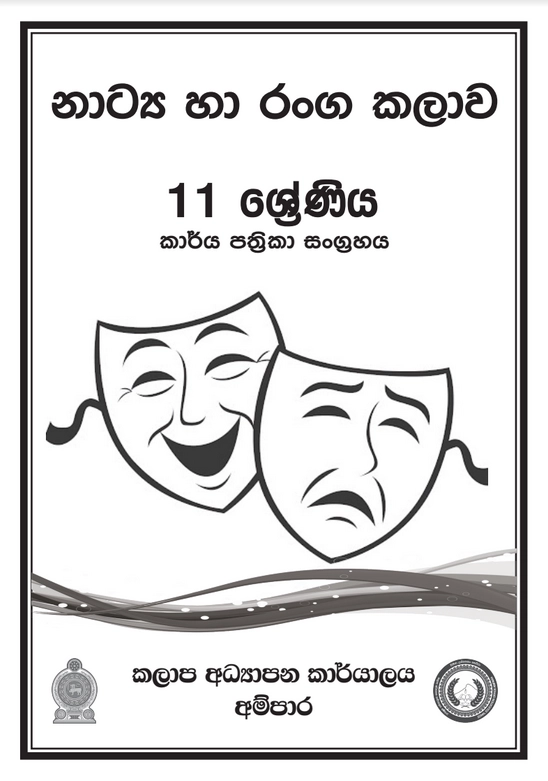 නාට්‍ය හා රංග කලාව
11 ශ්‍රේණිය
කාර්ය පත්‍රිකා සංග්‍රහය
කලාප අධ්‍යාපන කාර්යාලය
අම්පාර